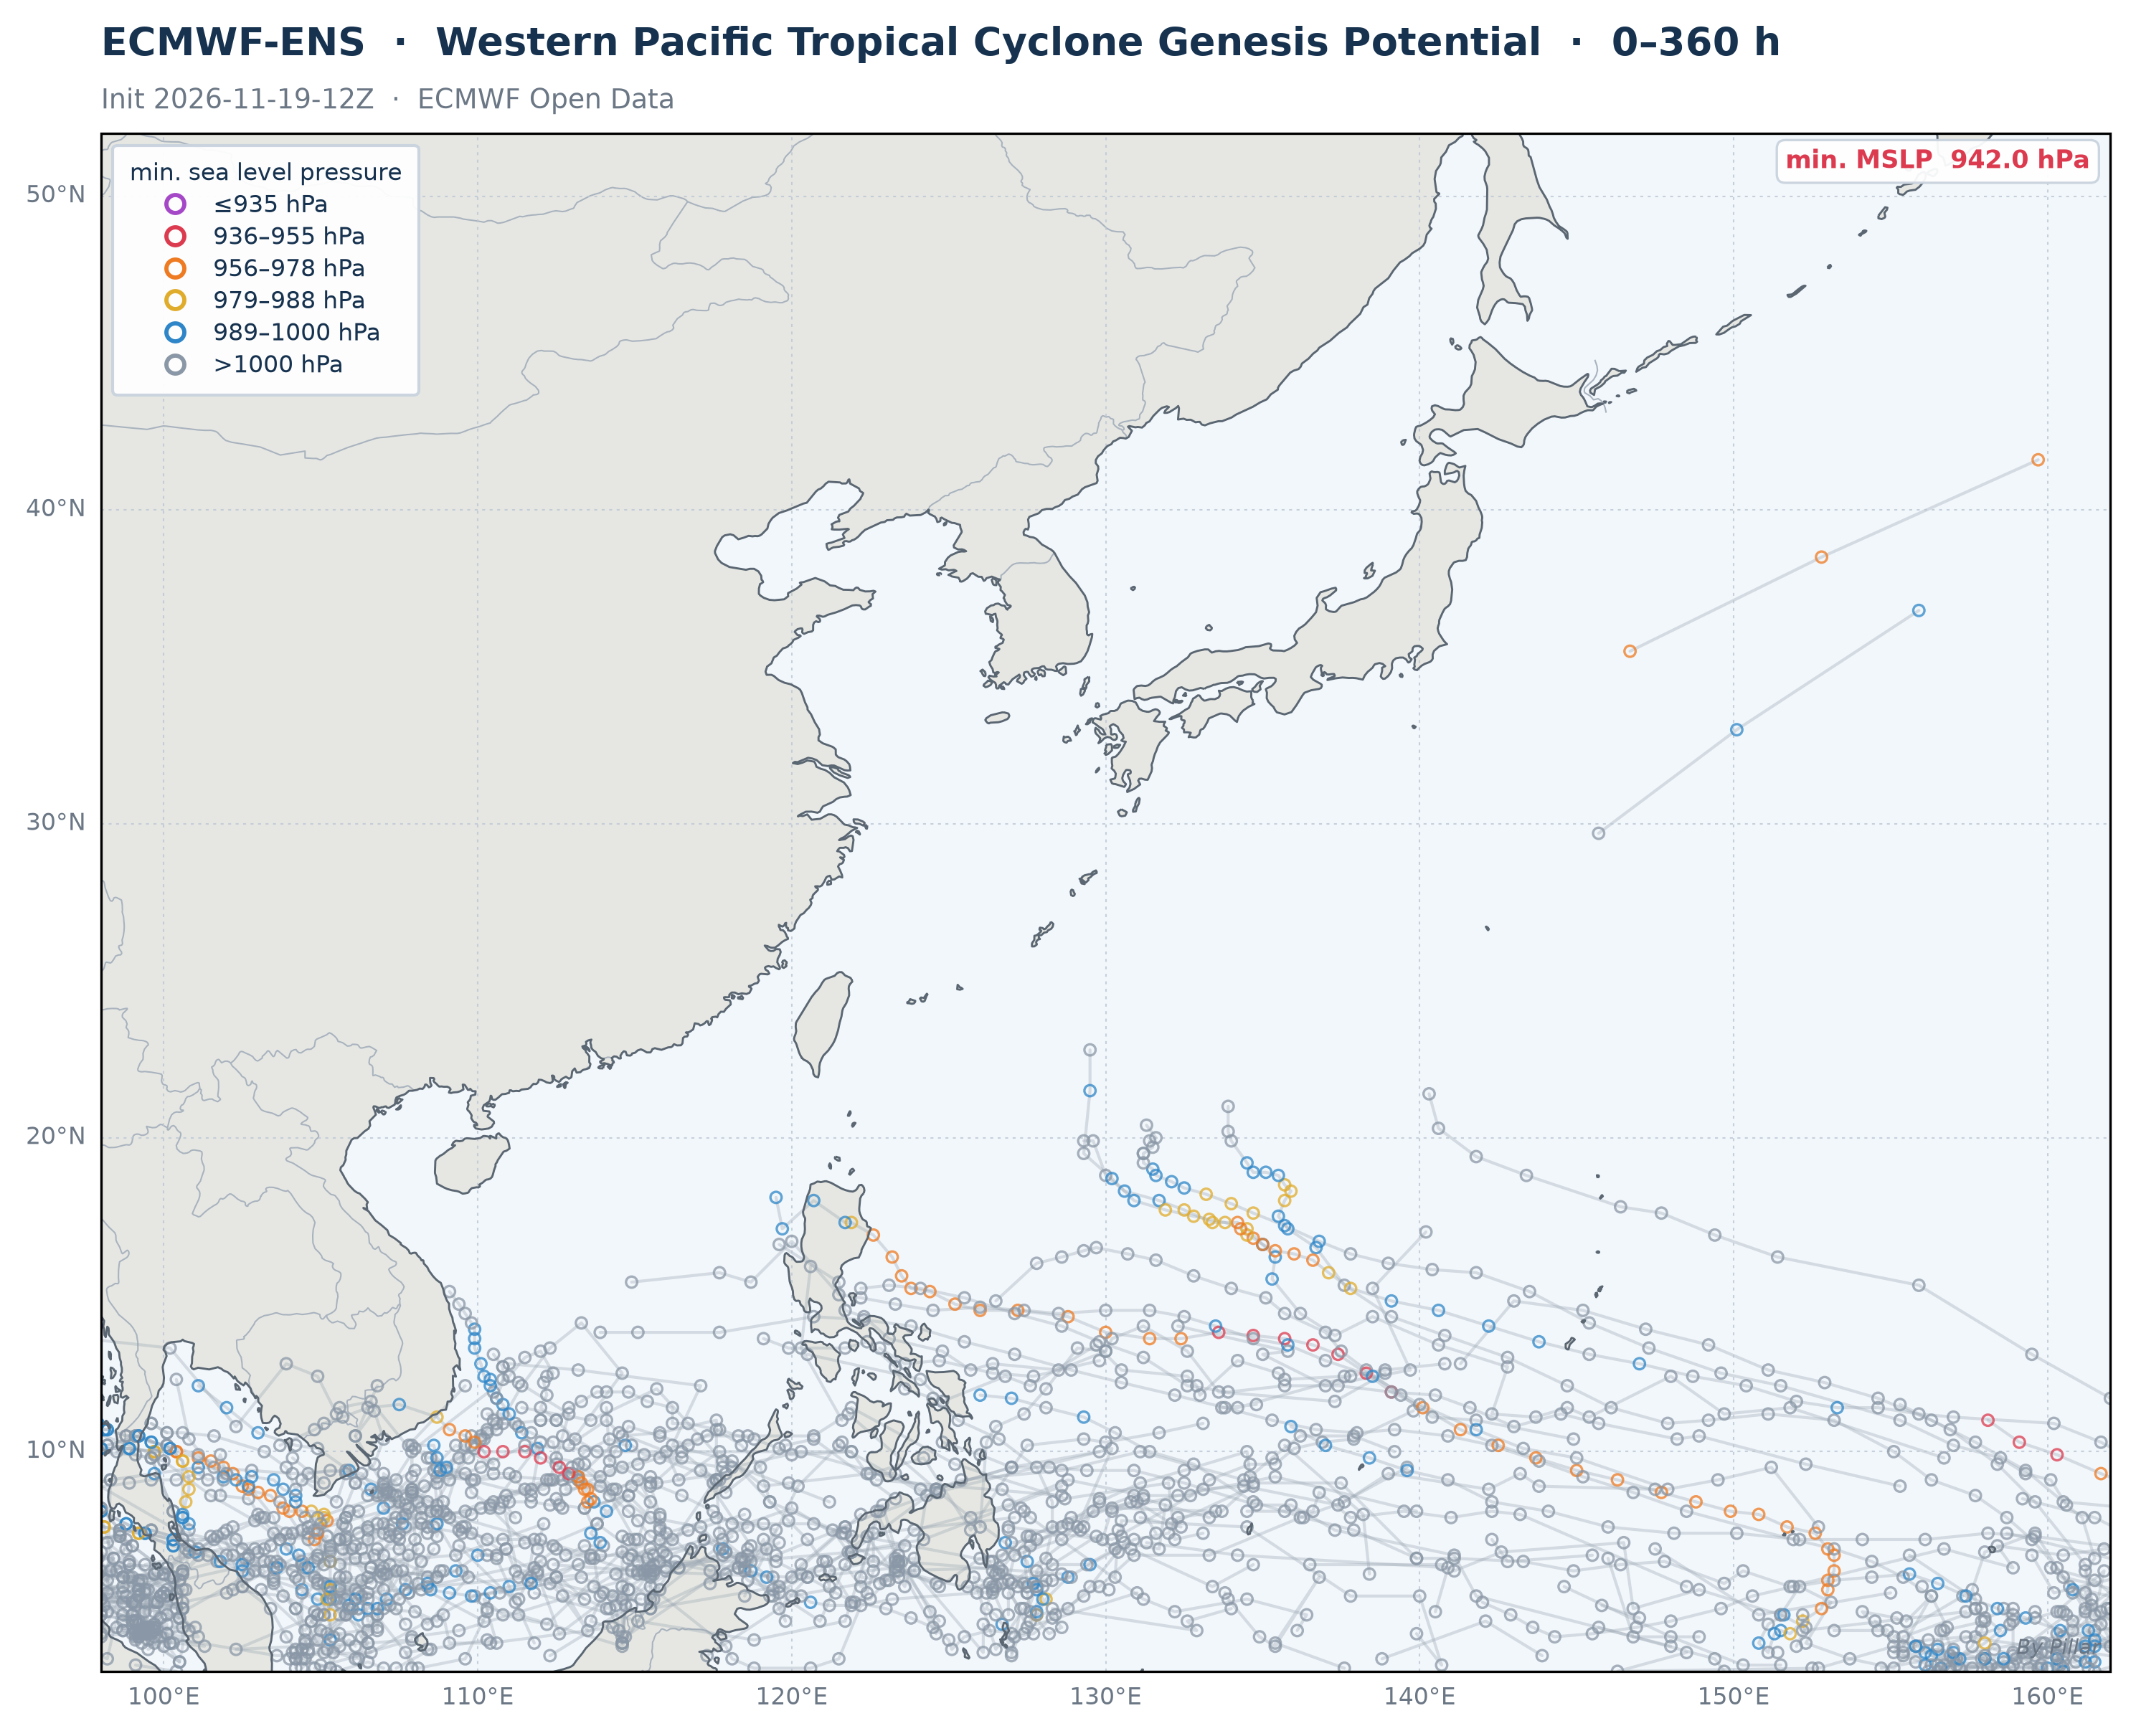 ECMWF-ENS · Western Pacific Tropical Cyclone Genesis Potential · 0–360 h
Init 2026-11-19-12Z · ECMWF Open Data
min. sea level pressure
≤935 hPa
936–955 hPa
956–978 hPa
979–988 hPa
989–1000 hPa
>1000 hPa
min. MSLP 942.0 hPa
50°N
40°N
30°N
20°N
10°N
100°E
110°E
120°E
130°E
140°E
150°E
160°E